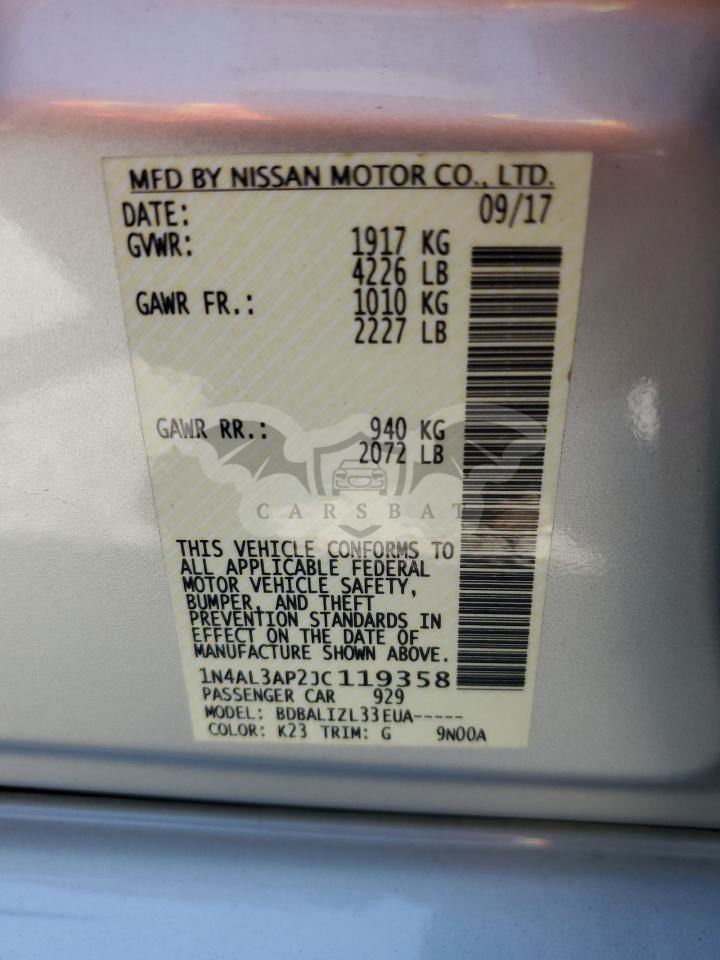 MFD BY NISSAN MOTOR CO., LTD.
DATE: 09/17
GVWR: 1917 KG
4226 LB
GAWR FR.: 1010 KG
2227 LB
GAWR RR.: 940 KG
2072 LB
CARSBAT
THIS VEHICLE CONFORMS TO
ALL APPLICABLE FEDERAL
MOTOR VEHICLE SAFETY,
BUMPER, AND THEFT
PREVENTION STANDARDS IN
EFFECT ON THE DATE OF
MANUFACTURE SHOWN ABOVE.
1N4AL3AP2JC119358
PASSENGER CAR 929
MODEL: BDBALIZL33EUA-----
COLOR: K23 TRIM: G 9N00A